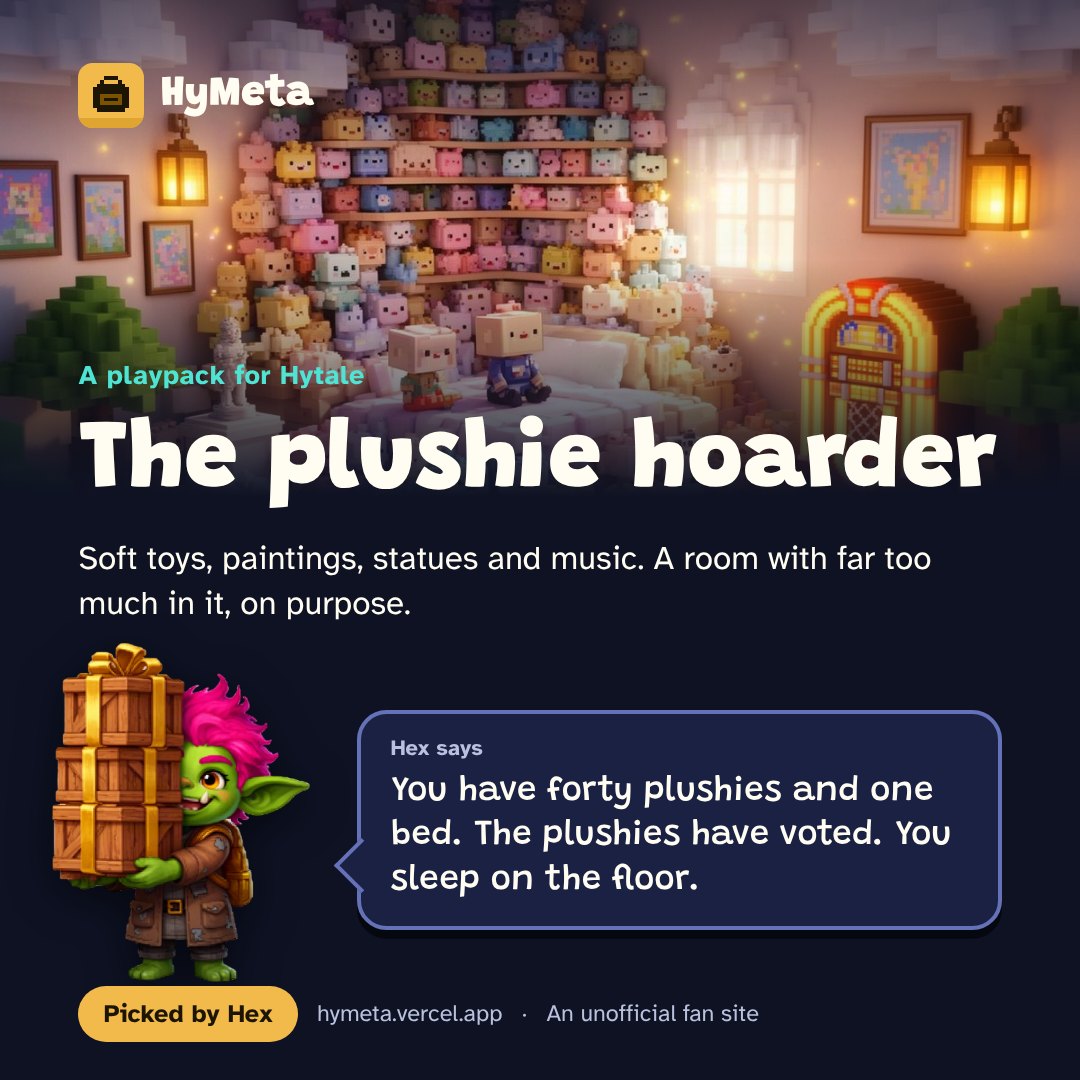 HyMeta
A playpack for Hytale
The plushie hoarder
Soft toys, paintings, statues and music. A room with far too
much in it, on purpose.
Hex says
You have forty plushies and one
bed. The plushies have voted. You
sleep on the floor.
Picked by Hex
hymeta.vercel.app · An unofficial fan site